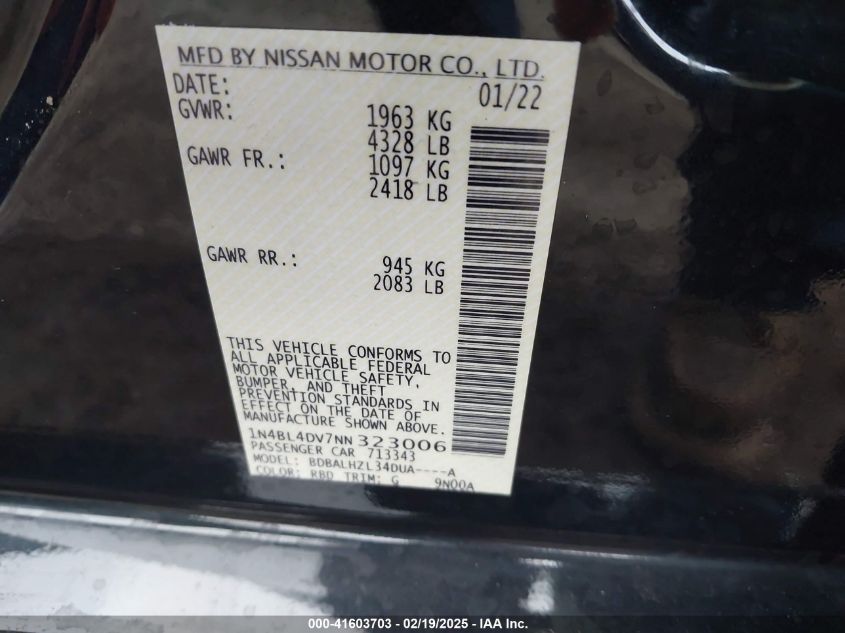 MFD BY NISSAN MOTOR CO., LTD.
DATE: 01/22
GVWR: 1963 KG
4328 LB
GAWR FR.: 1097 KG
2418 LB
GAWR RR.: 945 KG
2083 LB
THIS VEHICLE CONFORMS TO
ALL APPLICABLE FEDERAL
MOTOR VEHICLE SAFETY,
BUMPER, AND THEFT
PREVENTION STANDARDS IN
EFFECT ON THE DATE OF
MANUFACTURE SHOWN ABOVE.
1N4BL4DV7NN323006
PASSENGER CAR 713343
MODEL: BDBALHZL34DUA----A
COLOR: RBD TRIM: G 9N00A
000-41603703 - 02/19/2025 - IAA Inc.